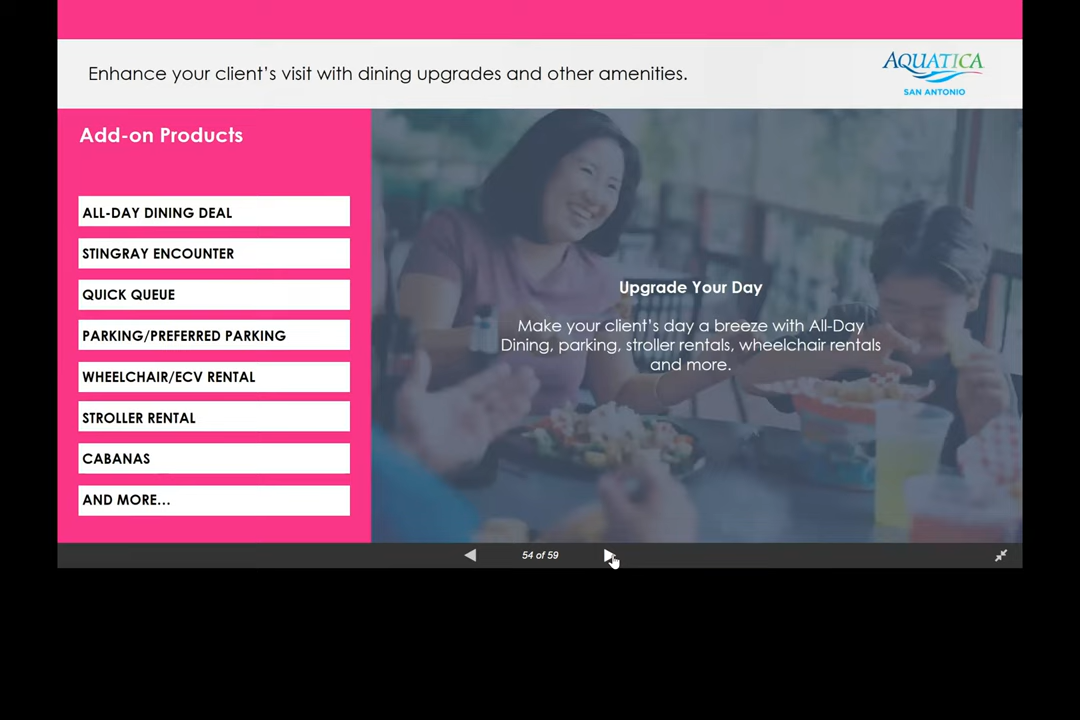 Enhance your client's visit with dining upgrades and other amenities.
AQUATICA
SAN ANTONIO
Add-on Products
ALL-DAY DINING DEAL
STINGRAY ENCOUNTER
QUICK QUEUE
PARKING/PREFERRED PARKING
WHEELCHAIR/ECV RENTAL
STROLLER RENTAL
CABANAS
AND MORE...
Upgrade Your Day
Make your client's day a breeze with All-Day
Dining, parking, stroller rentals, wheelchair rentals
and more.
54 of 59